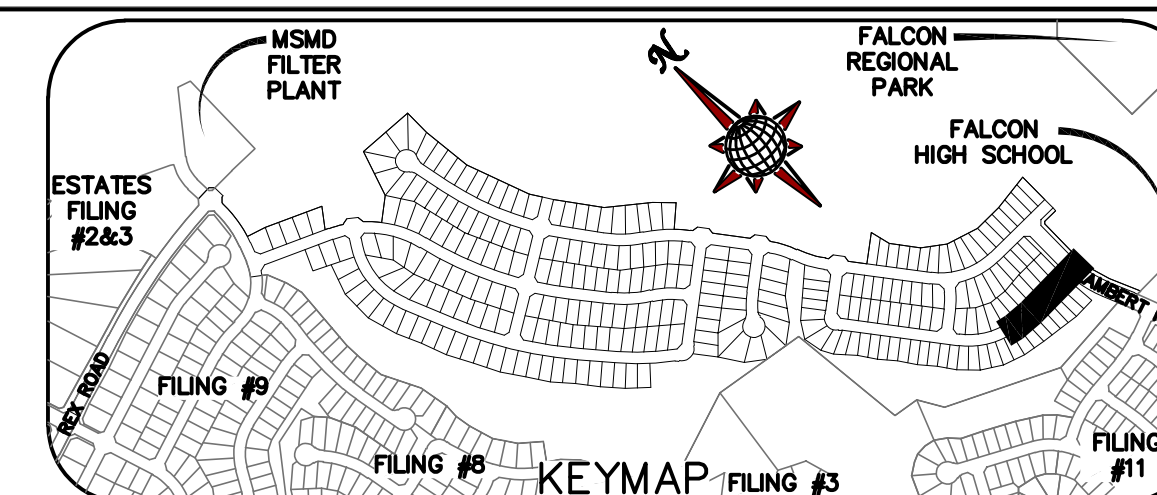 MSMD
FILTER
PLANT
N
FALCON
REGIONAL
PARK
FALCON
HIGH SCHOOL
ESTATES
FILING
#2&3
AMBERT
REX ROAD
FILING #9
FILING #8
KEYMAP
FILING #3
FILING
#11